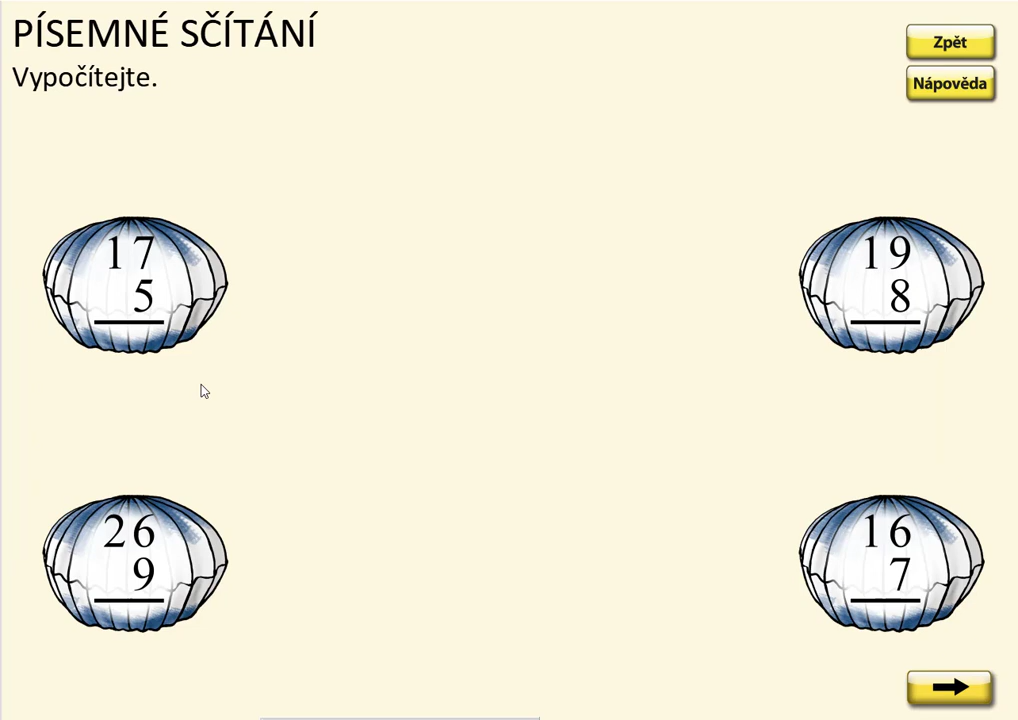 PÍSEMNÉ SČÍTÁNÍ
Vypočítejte.
Zpět
Nápověda
17
5
19
8
26
9
16
7